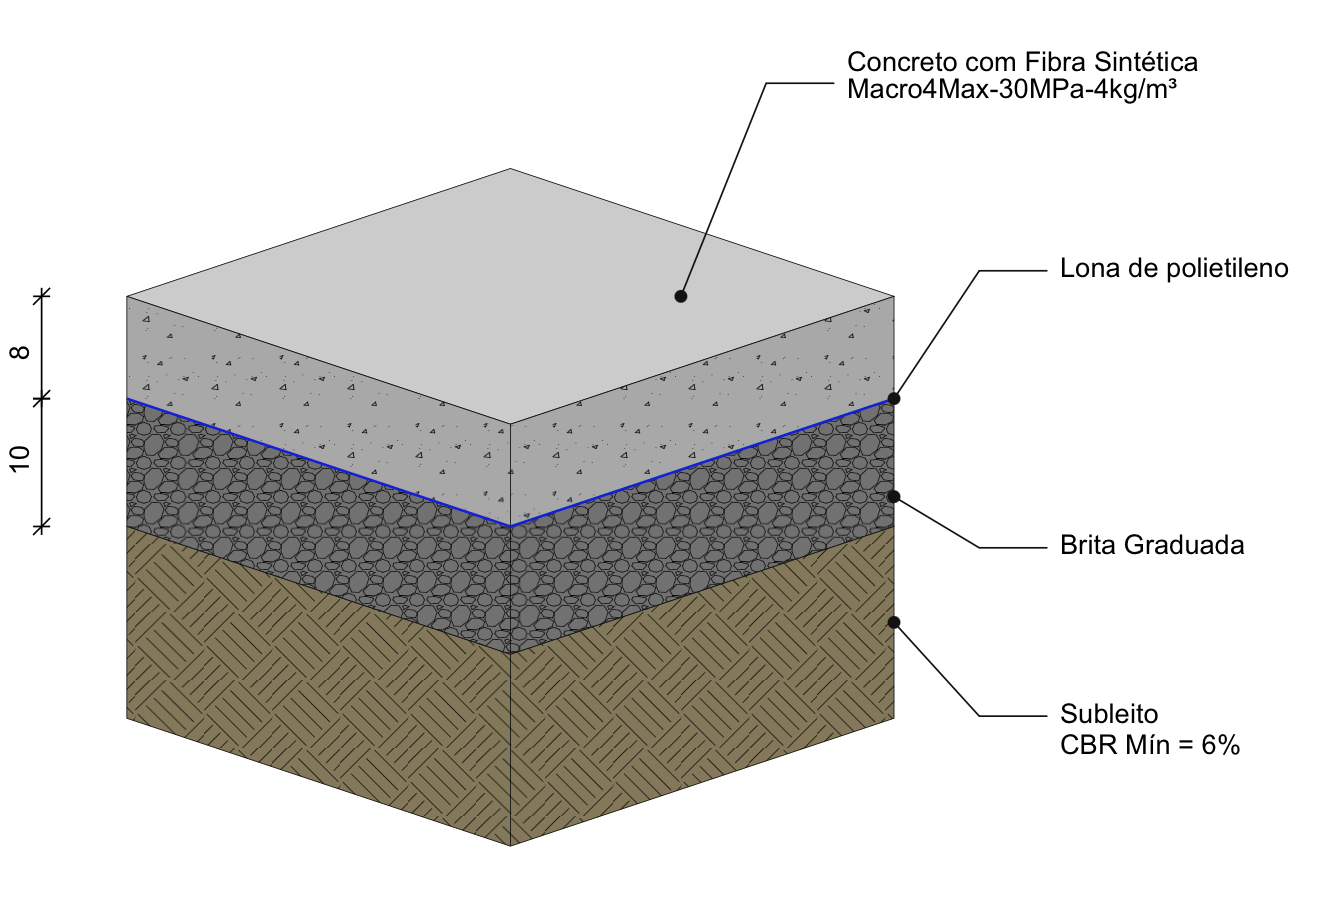 Concreto com Fibra Sintética
Macro4Max-30MPa-4kg/m³
Lona de polietileno
8
10
Brita Graduada
Subleito
CBR Mín = 6%